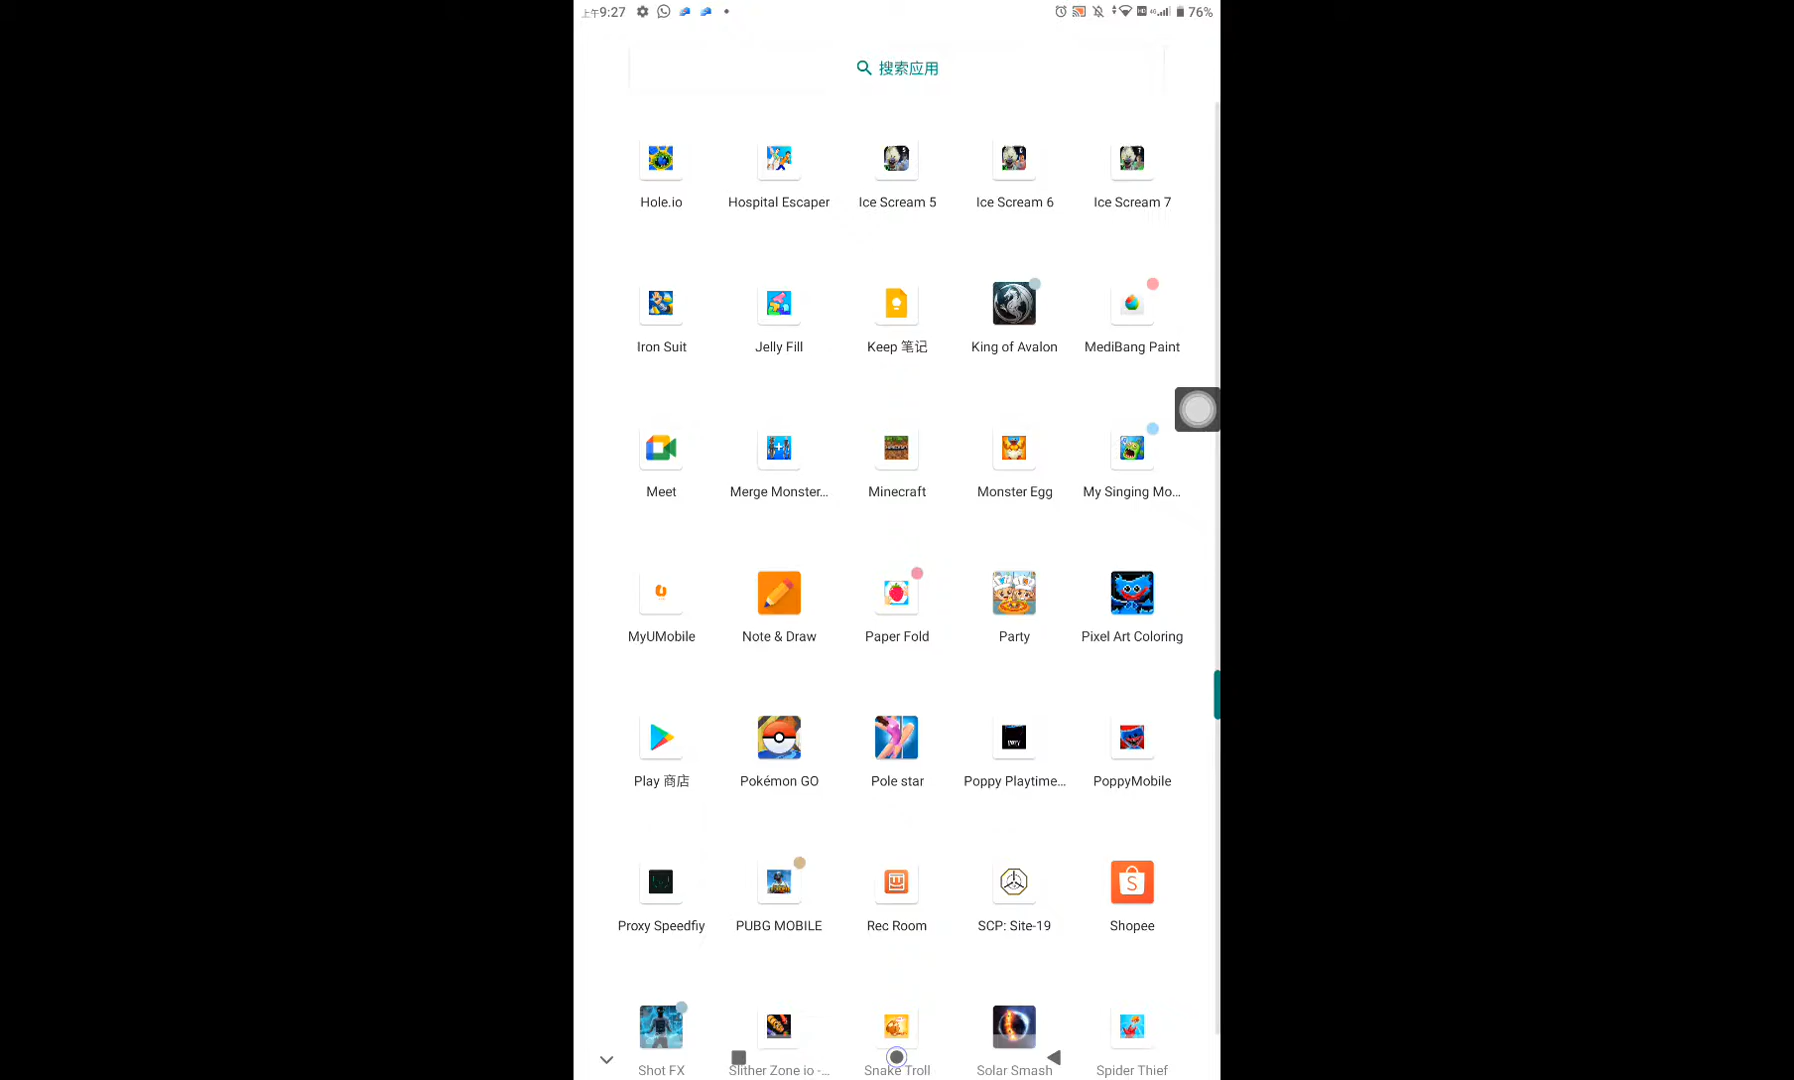 上午9:27
76%
搜索应用
Hole.io
Hospital Escaper
Ice Scream 5
Ice Scream 6
Ice Scream 7
Iron Suit
Jelly Fill
Keep 笔记
King of Avalon
MediBang Paint
Meet
Merge Monster...
Minecraft
Monster Egg
My Singing Mo...
MyUMobile
Note & Draw
Paper Fold
Party
Pixel Art Coloring
Play 商店
Pokémon GO
Pole star
Poppy Playtime...
PoppyMobile
Proxy Speedfiy
PUBG MOBILE
Rec Room
SCP: Site-19
Shopee
Shot FX
Slither Zone io -...
Snake Troll
Solar Smash
Spider Thief